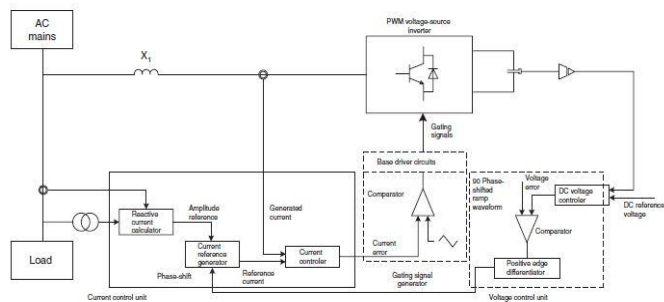 AC
mains
X1
PWM voltage-source
inverter
Gating
signals
Base driver circuits
Comparator
Generated
current
Amplitude
reference
Reactive
current
calculator
Current
reference
generator
Current controler
Current
error
Reference
current
Phase-shift
Load
Current control unit
Gating signal
generator
90 Phase-
shifted
ramp
waveform
Voltage
error
DC voltage
controler
DC reference
voltage
Comparator
Positive edge
differentiator
Voltage control unit